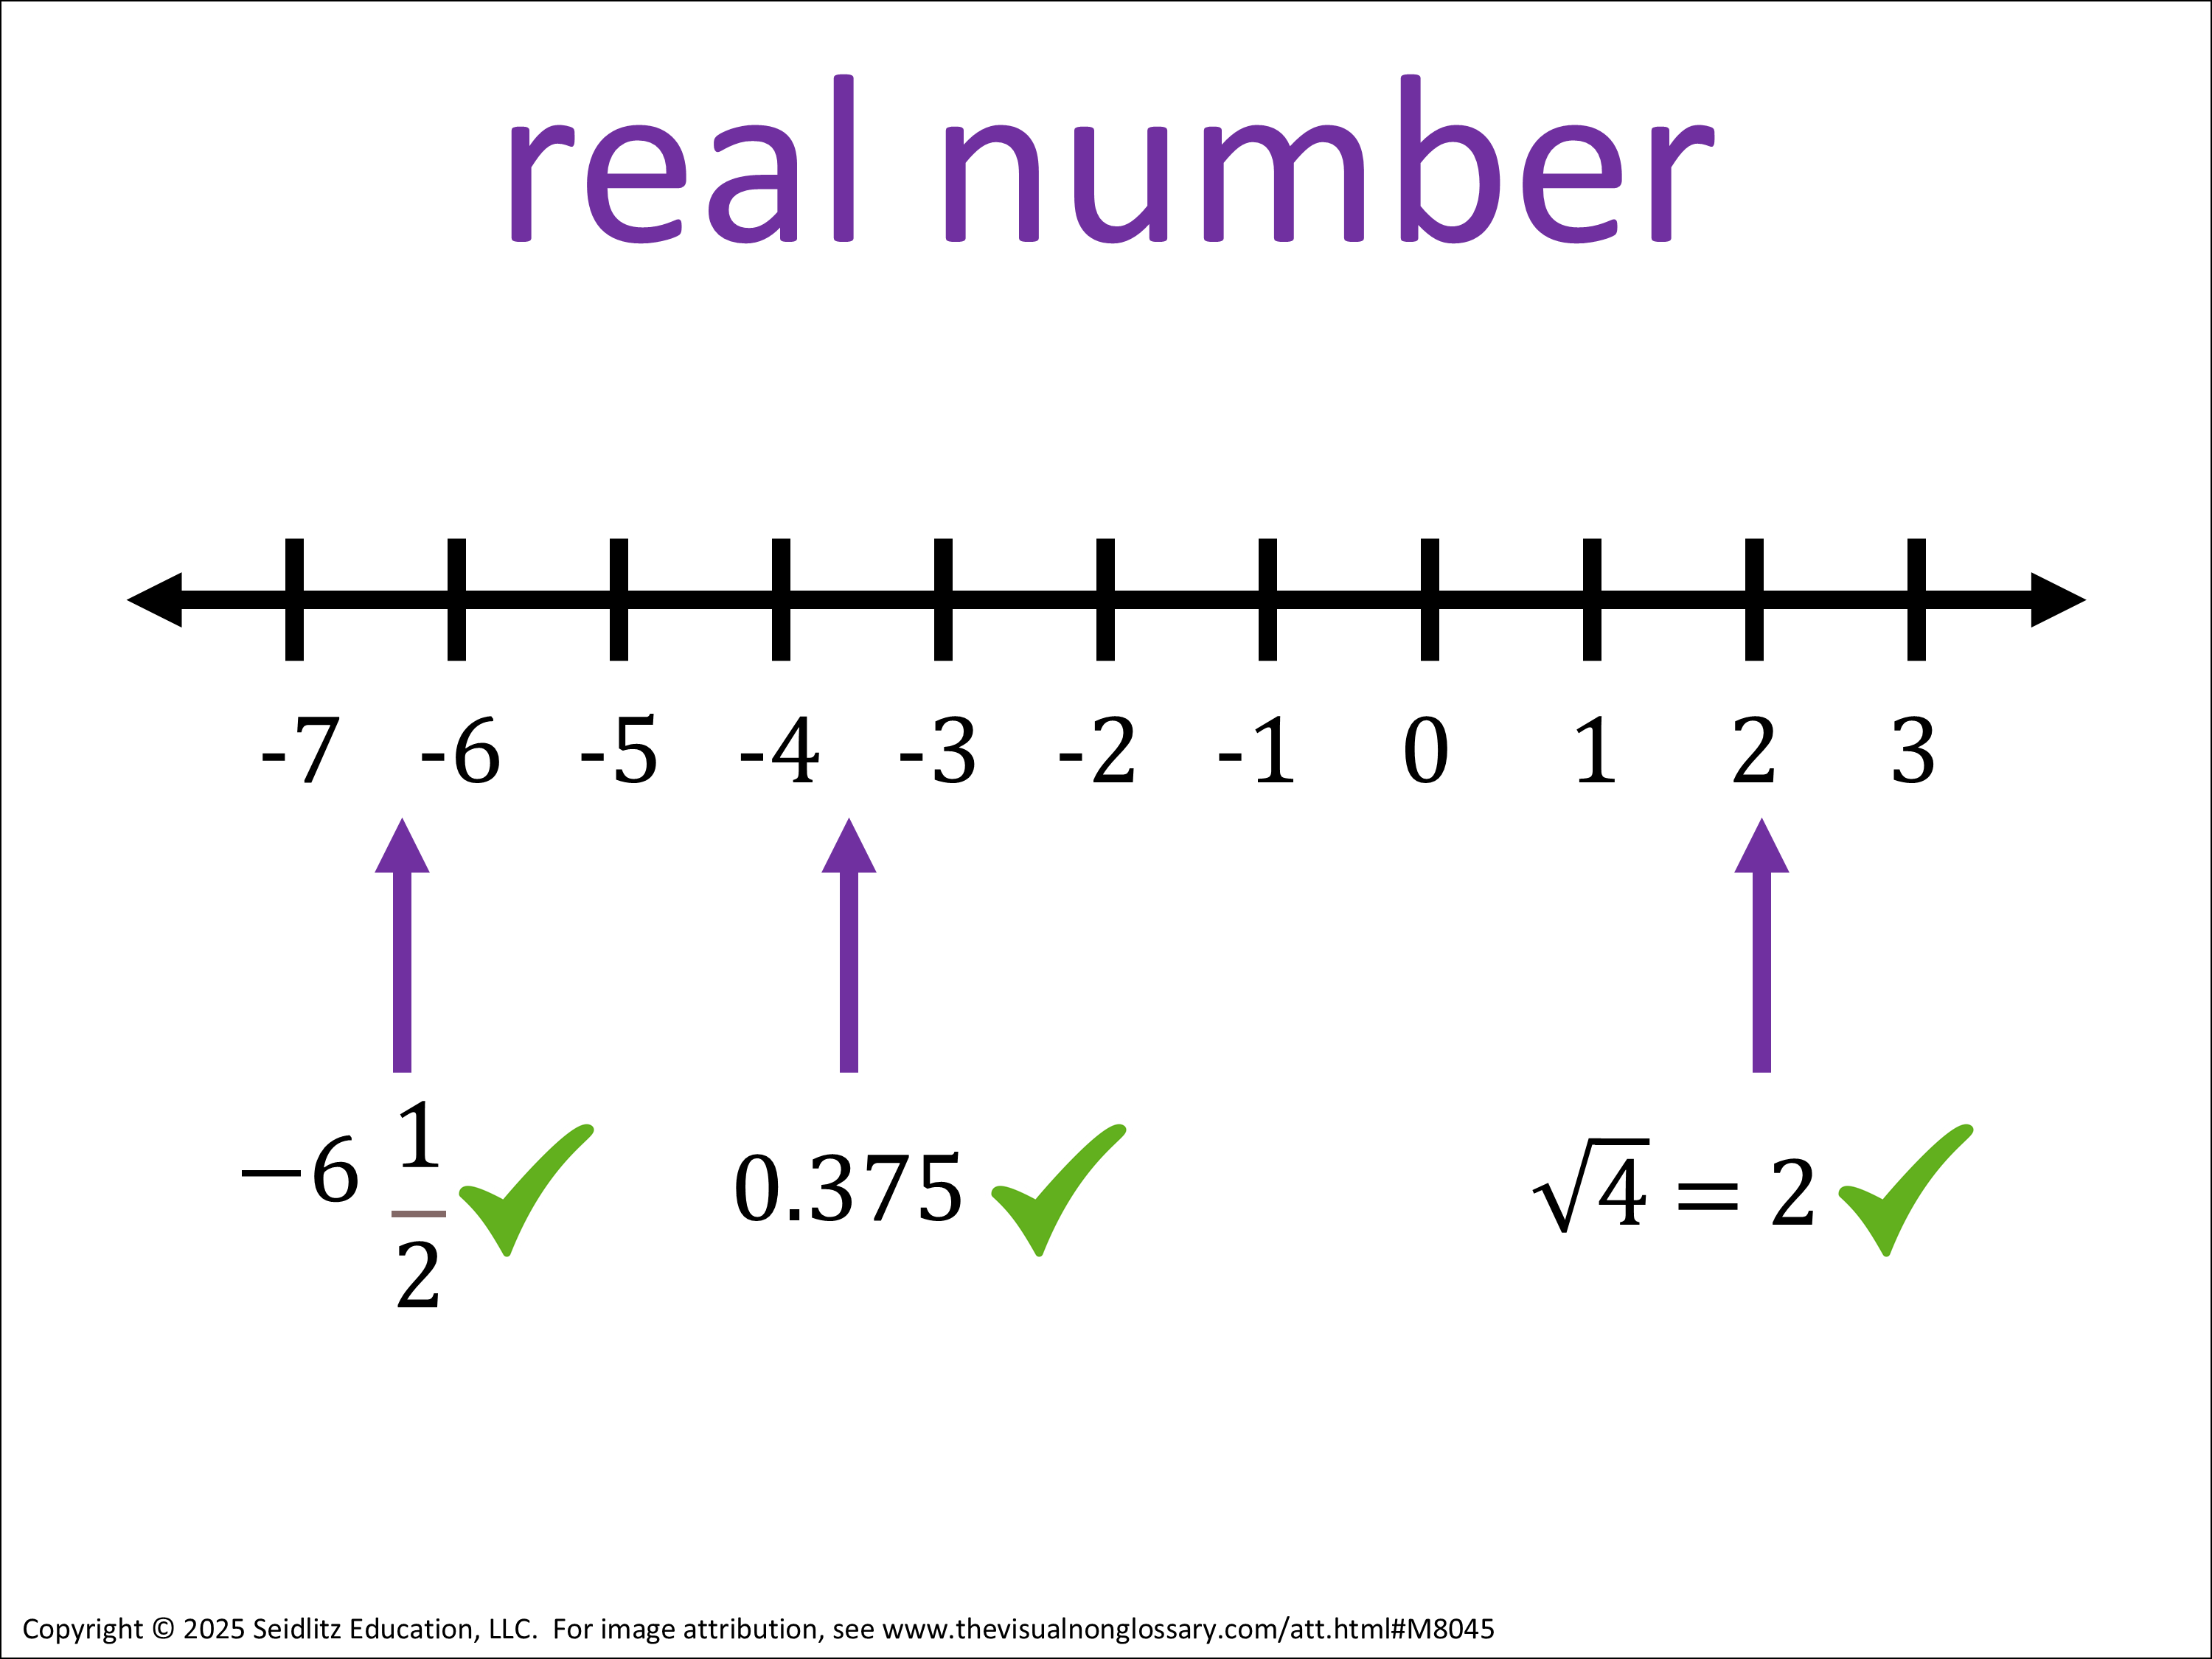 real number
-7 -6 -5 -4 -3 -2 -1 0 1 2 3
−6 1/2 0.375 √4 = 2
Copyright © 2025 Seidlitz Education, LLC. For image attribution, see www.thevisualnonglossary.com/att.html#M8045